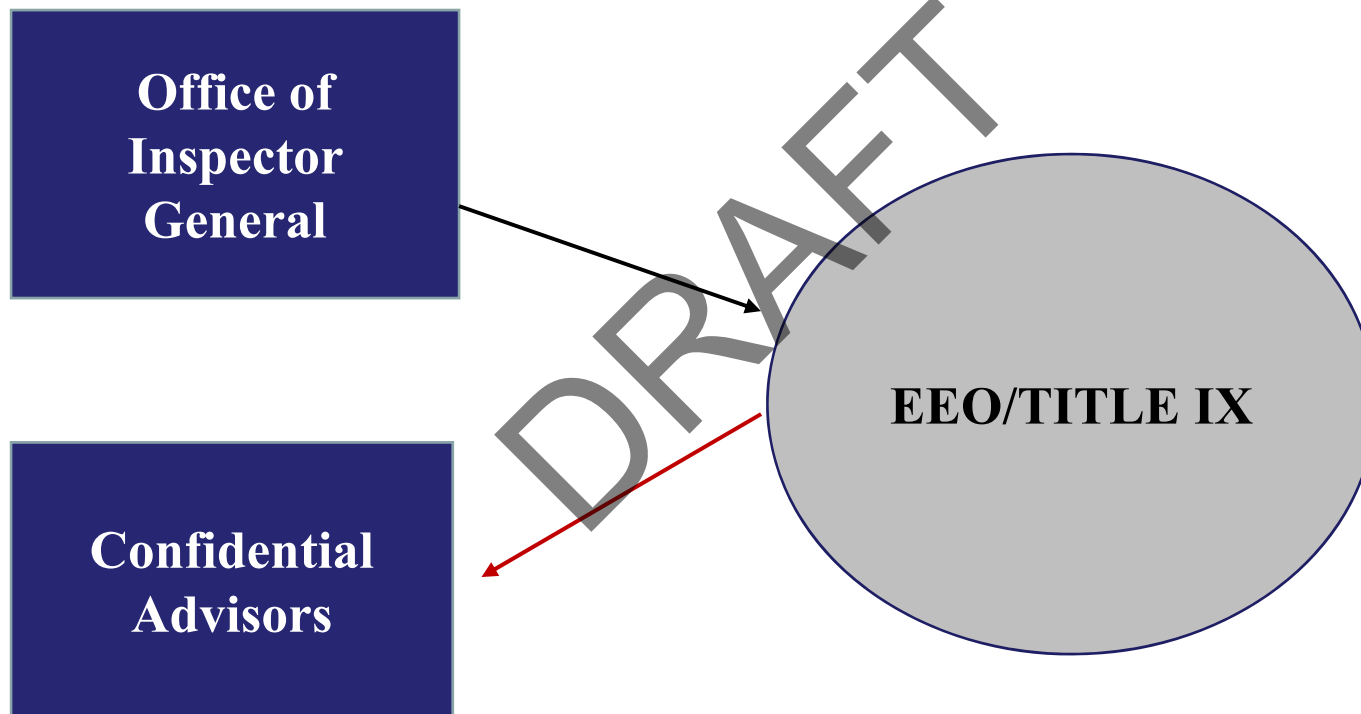 Office of
Inspector
General
DRAFT
EEO/TITLE IX
Confidential
Advisors